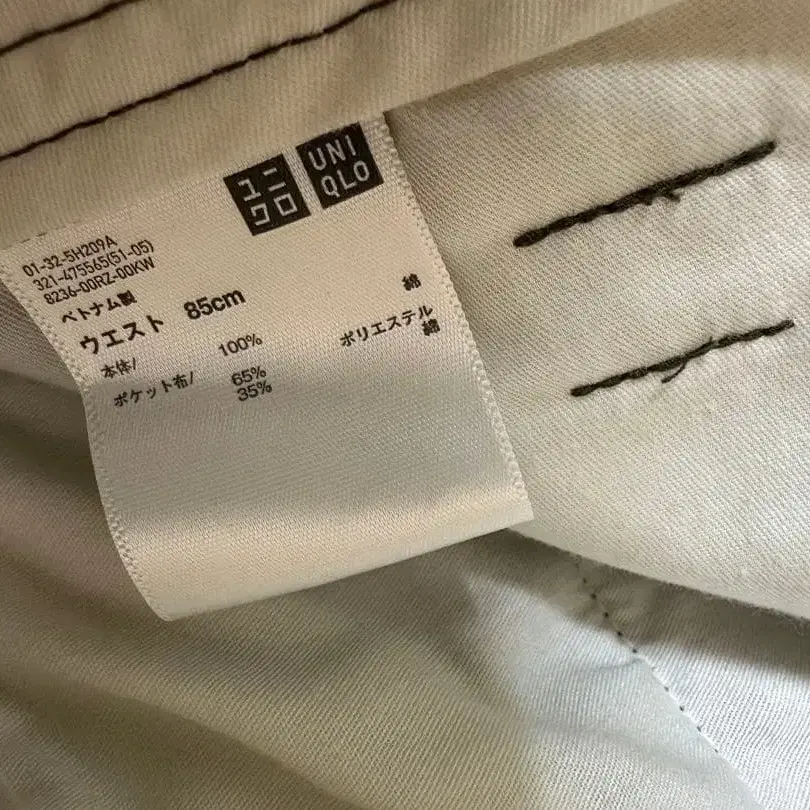 ユニクロ
UNIQLO
01-32-5H209A
321-475565(51-05)
8236-00RZ-00KW
ベトナム製
ウエスト 85cm
本体/ 100% 綿
ポケット布/ 65% ポリエステル
35% 綿